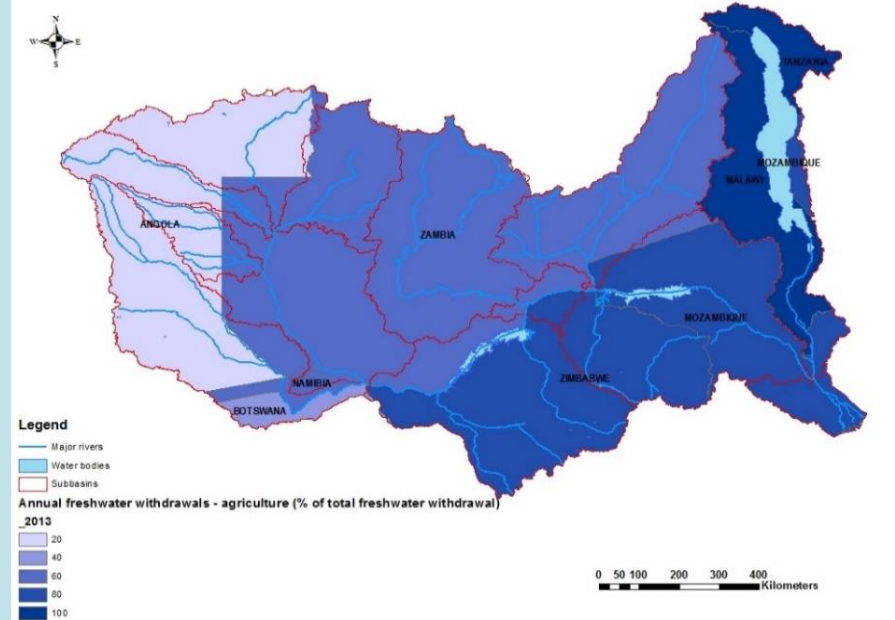 N
W E
S
TANZANIA
MOZAMBIQUE
MALAWI
ANGOLA
ZAMBIA
MOZAMBIQUE
NAMIBIA
ZIMBABWE
BOTSWANA
Legend
Major rivers
Water bodies
Subbasins
Annual freshwater withdrawals - agriculture (% of total freshwater withdrawal)
_2013
20
40
60
80
100
0 50 100 200 300 400
Kilometers